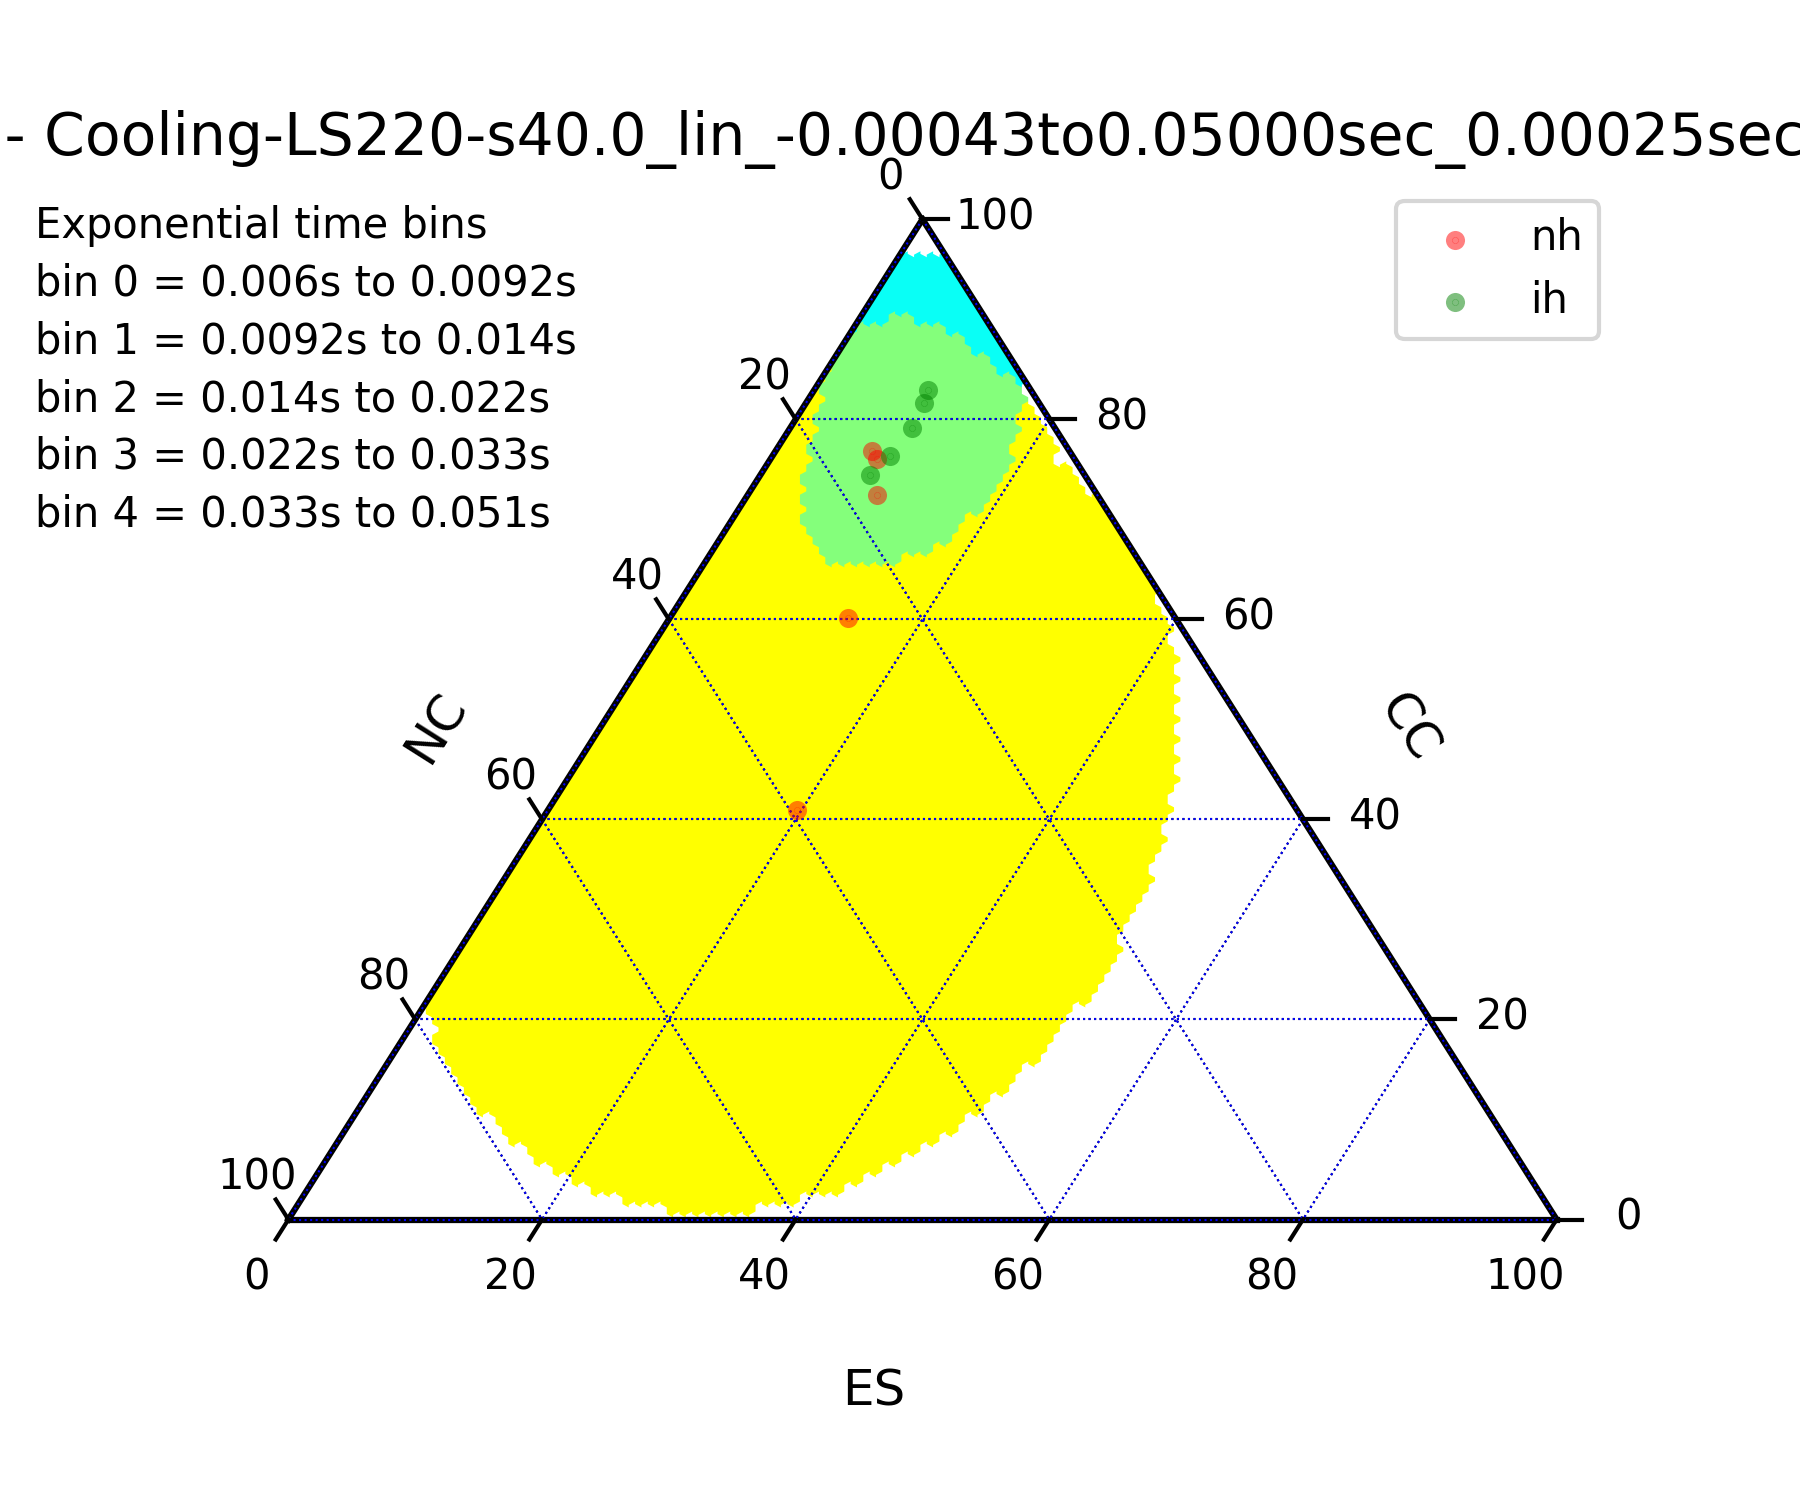 - Cooling-LS220-s40.0_lin_-0.00043to0.05000sec_0.00025sec
Exponential time bins
bin 0 = 0.006s to 0.0092s
bin 1 = 0.0092s to 0.014s
bin 2 = 0.014s to 0.022s
bin 3 = 0.022s to 0.033s
bin 4 = 0.033s to 0.051s
nh
ih
0
100
20
80
40
60
NC
CC
60
40
80
20
100
0
0
20
40
60
80
100
ES